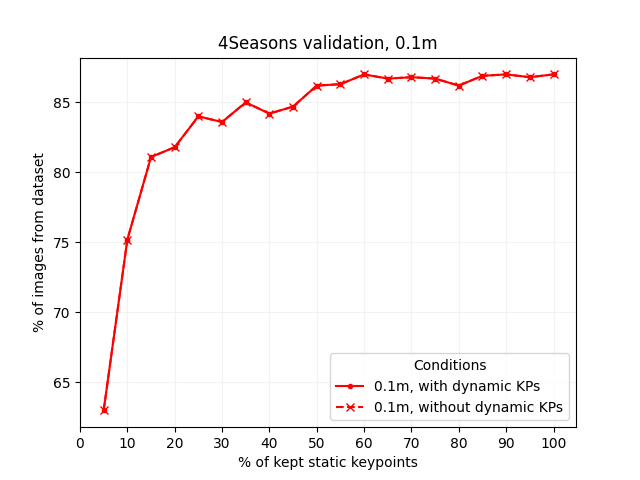 4Seasons validation, 0.1m
% of images from dataset
85
80
75
70
65
0 10 20 30 40 50 60 70 80 90 100
% of kept static keypoints
Conditions
0.1m, with dynamic KPs
0.1m, without dynamic KPs